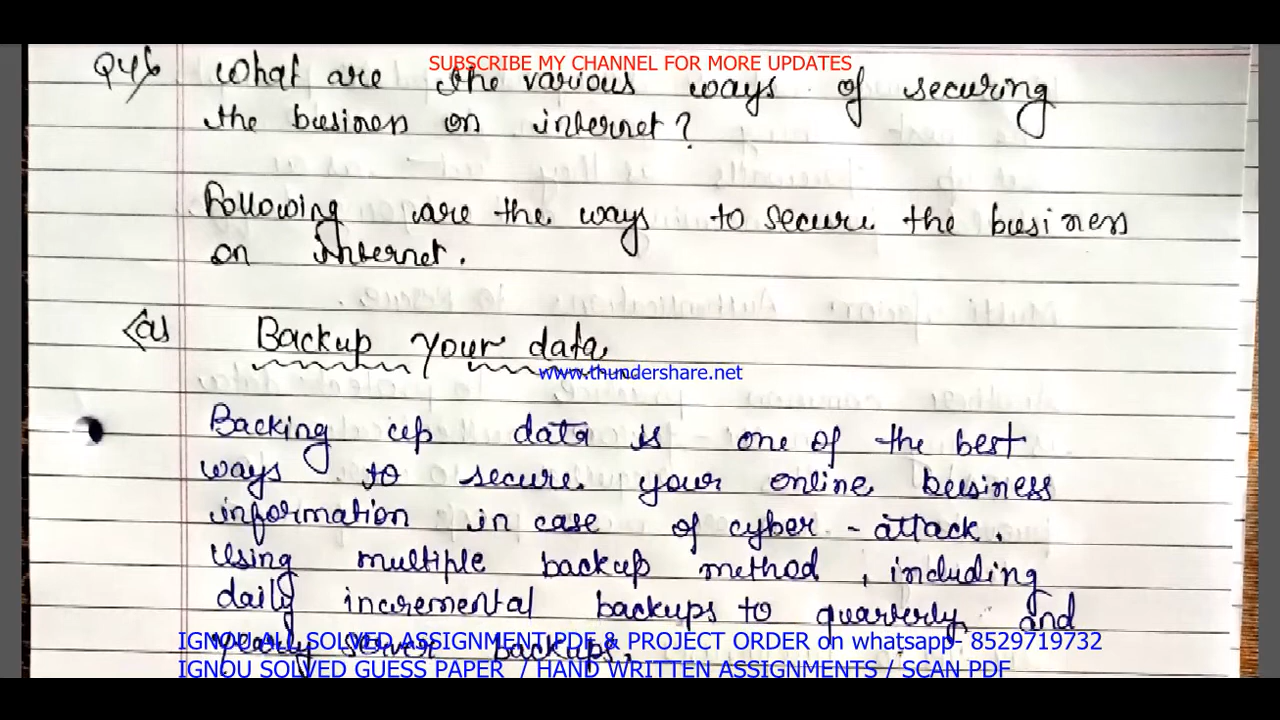 SUBSCRIBE MY CHANNEL FOR MORE UPDATES
Q4
What are the various ways of securing
the business on internet?
Following are the ways to secure the business
on internet.
(a) Backup your data
www.thundershare.net
Backing up data is one of the best
ways to secure your online business
information in case of cyber-attack.
Using multiple backup method, including
daily incremental backups to quarterly and
yearly server backups.
IGNOU ALL SOLVED ASSIGNMENT PDF & PROJECT ORDER on whatsapp- 8529719732
IGNOU SOLVED GUESS PAPER / HAND WRITTEN ASSIGNMENTS / SCAN PDF